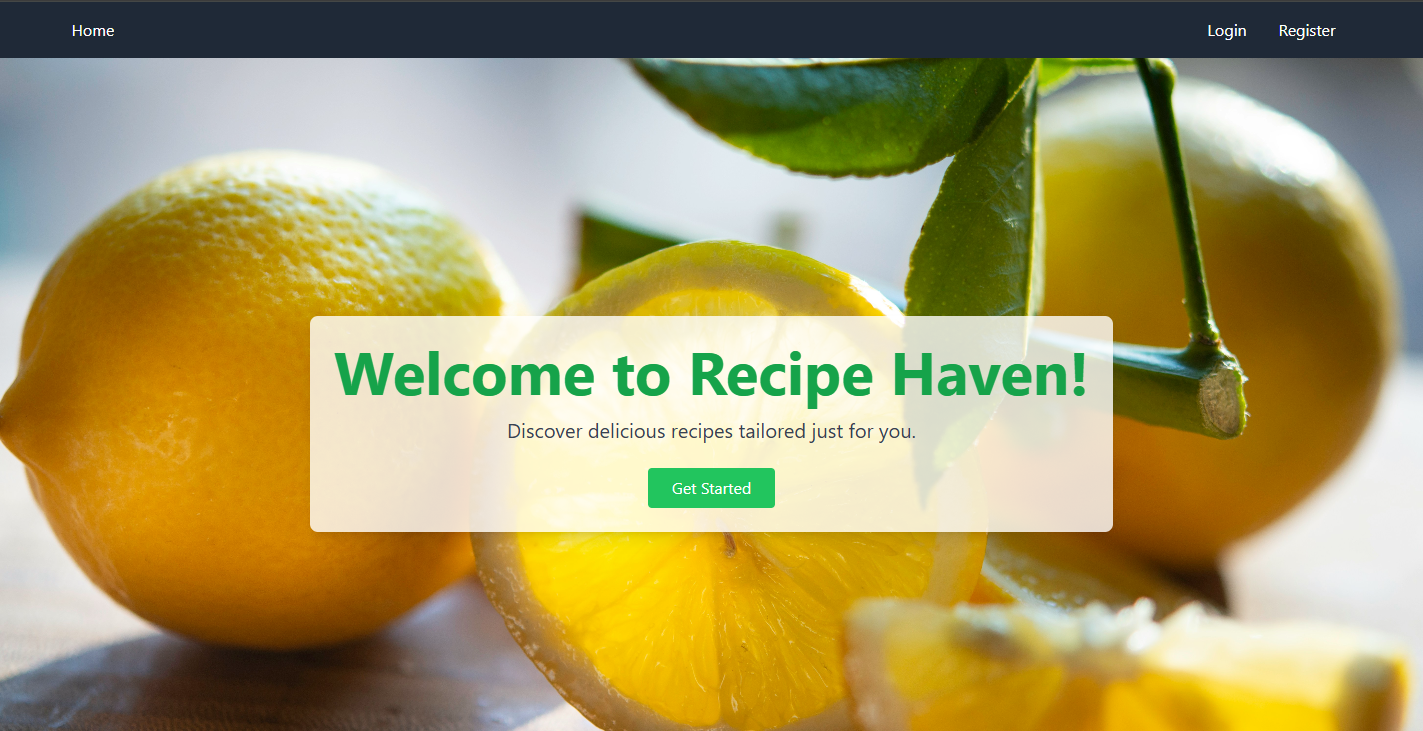 Home
Login
Register
Welcome to Recipe Haven!
Discover delicious recipes tailored just for you.
Get Started